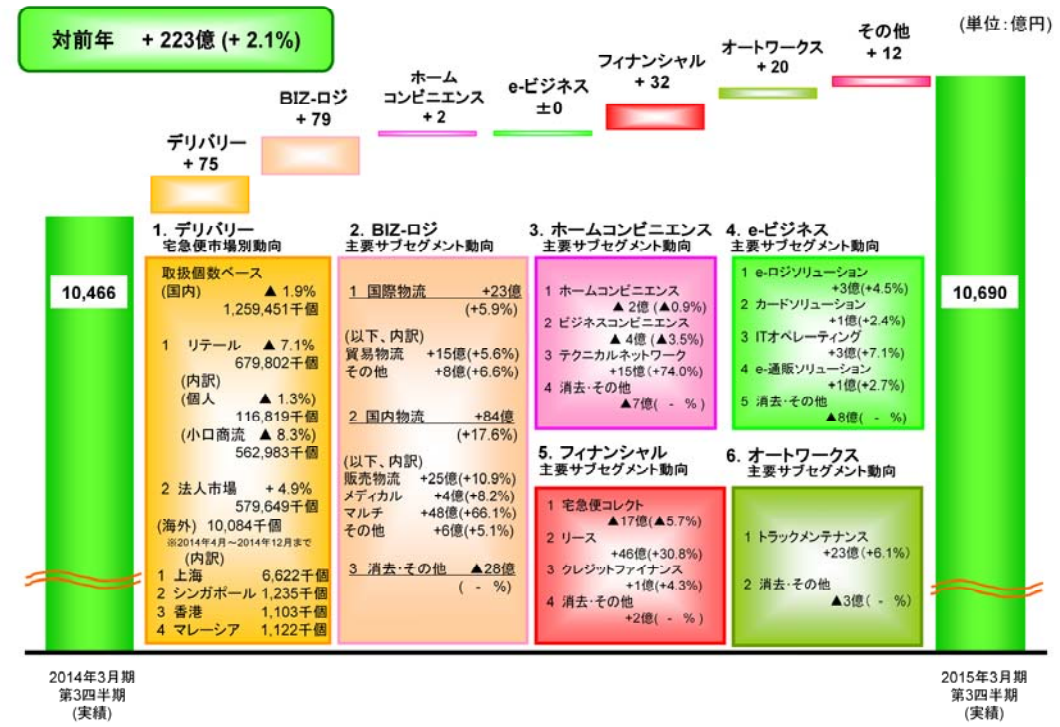 対前年　+ 223億 (+ 2.1%)
(単位：億円)
デリバリー
+ 75
BIZ-ロジ
+ 79
ホーム
コンビニエンス
+ 2
e-ビジネス
±0
フィナンシャル
+ 32
オートワークス
+ 20
その他
+ 12
10,466
1. デリバリー
宅急便市場別動向
取扱個数ベース
(国内)　▲ 1.9%
1,259,451千個
1　リテール　▲ 7.1%
679,802千個
(内訳)
(個人　▲ 1.3%)
116,819千個
(小口商流　▲ 8.3%)
562,983千個
2 法人市場　+ 4.9%
579,649千個
(海外) 10,084千個
※2014年4月～2014年12月まで
(内訳)
1 上海　6,622千個
2 シンガポール 1,235千個
3 香港　1,103千個
4 マレーシア　1,122千個
2. BIZ-ロジ
主要サブセグメント動向
1 国際物流　+23億
(+5.9%)
(以下、内訳)
貿易物流　+15億(+5.6%)
その他　+8億(+6.6%)
2 国内物流　+84億
(+17.6%)
(以下、内訳)
販売物流　+25億(+10.9%)
メディカル　+4億(+8.2%)
マルチ　+48億(+66.1%)
その他　+6億(+5.1%)
3 消去･その他　▲28億
( - %)
3. ホームコンビニエンス
主要サブセグメント動向
1 ホームコンビニエンス
▲ 2億 (▲0.9%)
2 ビジネスコンビニエンス
▲ 4億 (▲3.5%)
3 テクニカルネットワーク
+15億(+74.0%)
4 消去･その他
▲7億( - %)
4. e-ビジネス
主要サブセグメント動向
1 e-ロジソリューション
+3億(+4.5%)
2 カードソリューション
+1億(+2.4%)
3 ITオペレーティング
+3億(+7.1%)
4 e-通販ソリューション
+1億(+2.7%)
5 消去･その他
▲8億( - %)
5. フィナンシャル
主要サブセグメント動向
1 宅急便コレクト
▲17億(▲5.7%)
2 リース
+46億(+30.8%)
3 クレジットファイナンス
+1億(+4.3%)
4 消去･その他
+2億( - %)
6. オートワークス
主要サブセグメント動向
1 トラックメンテナンス
+23億(+6.1%)
2 消去･その他
▲3億( - %)
10,690
2014年3月期
第3四半期
(実績)
2015年3月期
第3四半期
(実績)